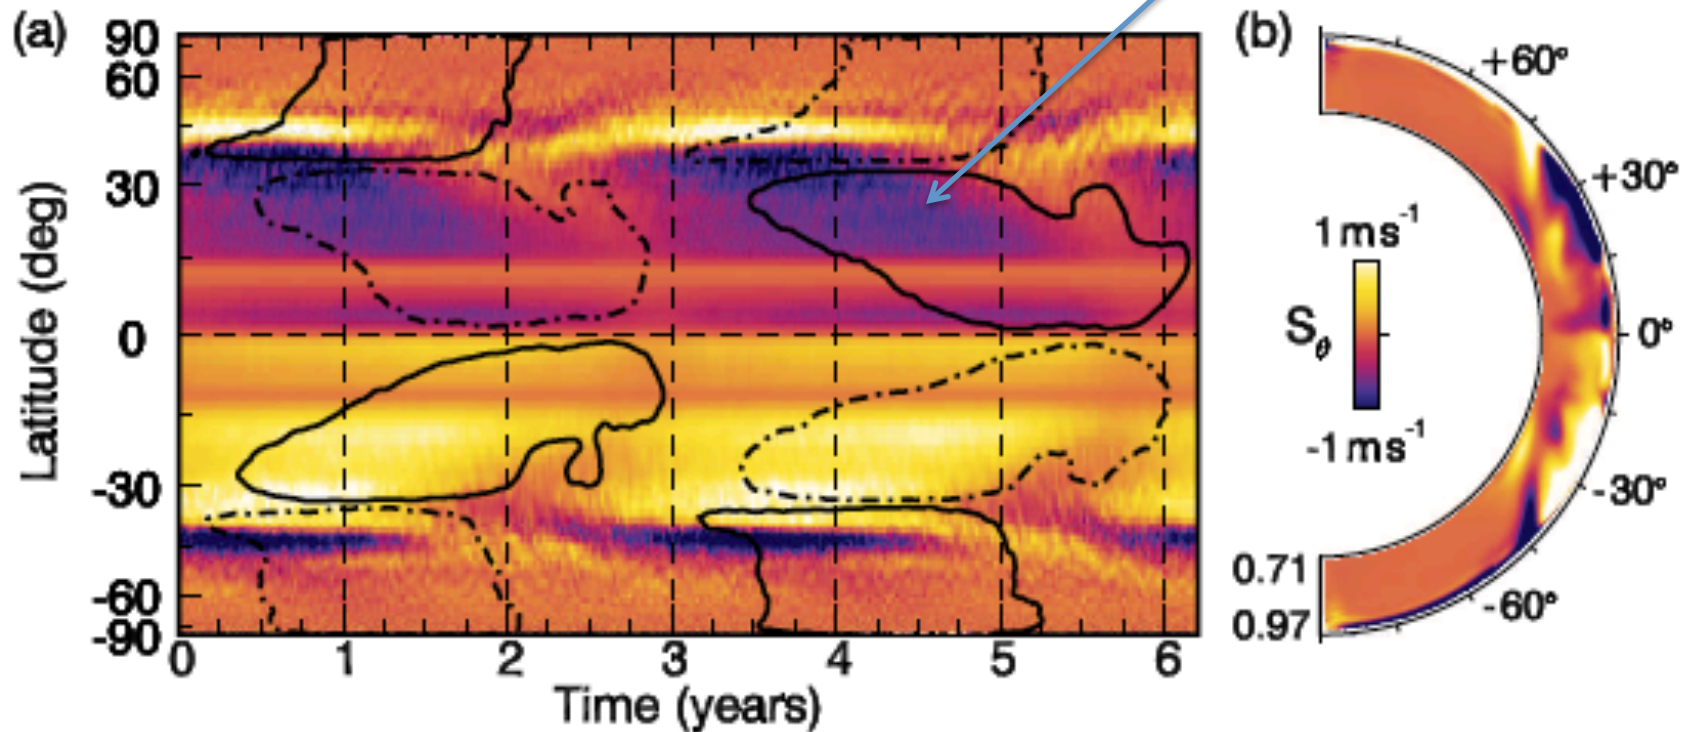 (a)
Latitude (deg)
90
60
30
0
-30
-60
-90
0 1 2 3 4 5 6
Time (years)
(b)
+60°
+30°
0°
-30°
-60°
1 ms⁻¹
Sθ
-1 ms⁻¹
0.71
0.97